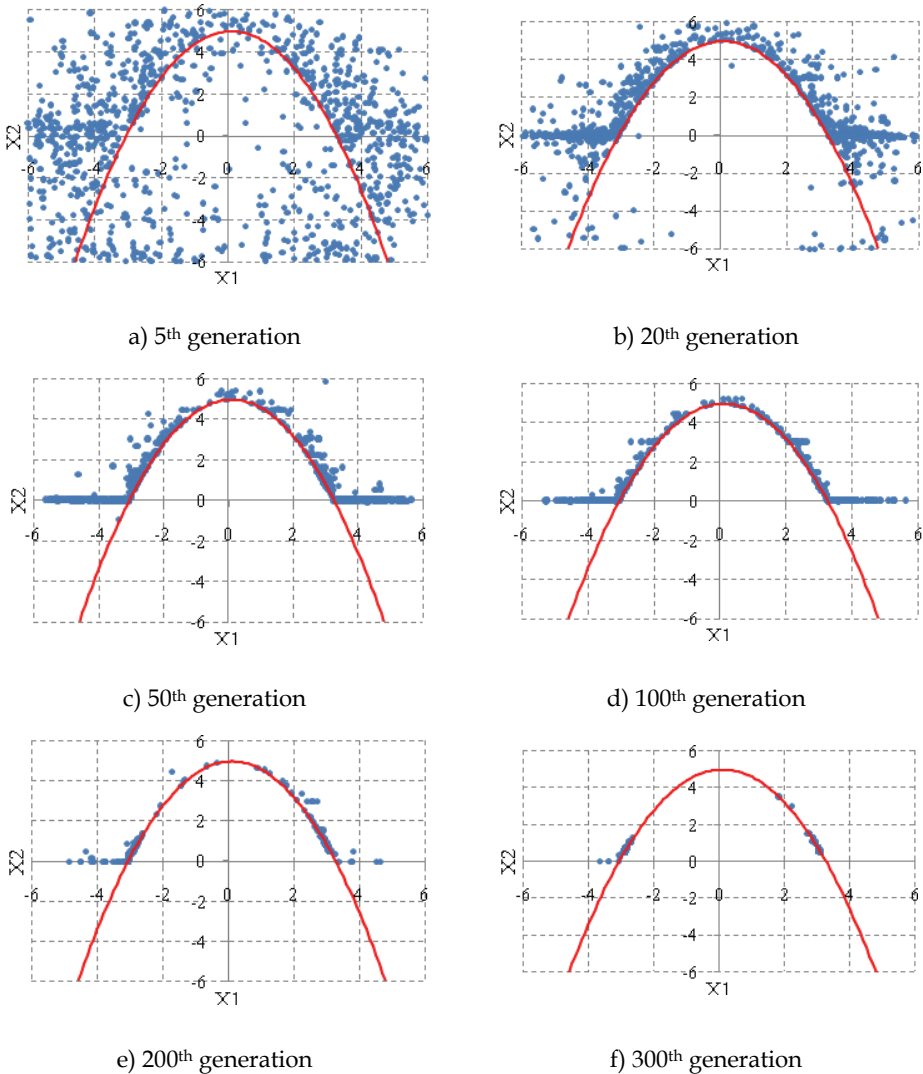 6
4
2
0
-2
-4
-6
-6 -4 -2 0 2 4 6
X2
X1
a) 5th generation
6
4
2
0
-2
-4
-6
-6 -4 -2 0 2 4 6
X2
X1
b) 20th generation
6
4
2
0
-2
-4
-6
-6 -4 -2 0 2 4 6
X2
X1
c) 50th generation
6
4
2
0
-2
-4
-6
-6 -4 -2 0 2 4 6
X2
X1
d) 100th generation
6
4
2
0
-2
-4
-6
-6 -4 -2 0 2 4 6
X2
X1
e) 200th generation
6
4
2
0
-2
-4
-6
-6 -4 -2 0 2 4 6
X2
X1
f) 300th generation